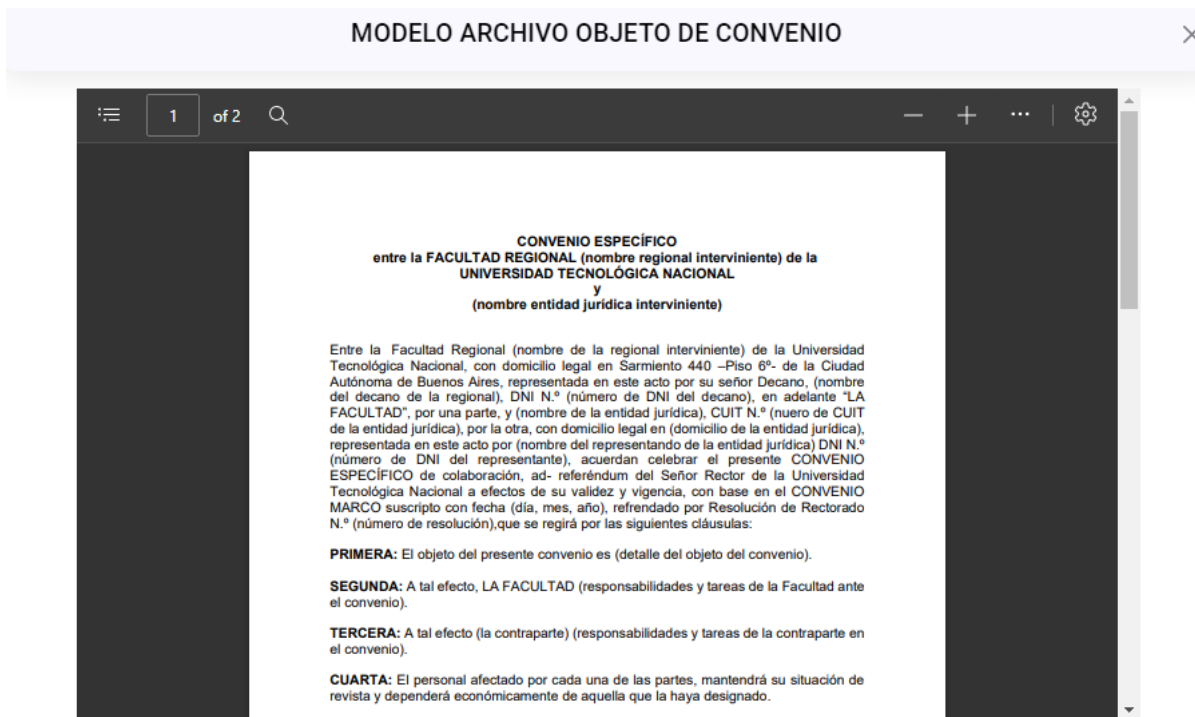 MODELO ARCHIVO OBJETO DE CONVENIO
1 of 2
CONVENIO ESPECÍFICO
entre la FACULTAD REGIONAL (nombre regional interviniente) de la
UNIVERSIDAD TECNOLÓGICA NACIONAL
y
(nombre entidad jurídica interviniente)
Entre la Facultad Regional (nombre de la regional interviniente) de la Universidad
Tecnológica Nacional, con domicilio legal en Sarmiento 440 –Piso 6º- de la Ciudad
Autónoma de Buenos Aires, representada en este acto por su señor Decano, (nombre
del decano de la regional), DNI N.º (número de DNI del decano), en adelante “LA
FACULTAD”, por una parte, y (nombre de la entidad jurídica), CUIT N.º (nuero de CUIT
de la entidad jurídica), por la otra, con domicilio legal en (domicilio de la entidad jurídica),
representada en este acto por (nombre del representando de la entidad jurídica) DNI N.º
(número de DNI del representante), acuerdan celebrar el presente CONVENIO
ESPECÍFICO de colaboración, ad- referéndum del Señor Rector de la Universidad
Tecnológica Nacional a efectos de su validez y vigencia, con base en el CONVENIO
MARCO suscripto con fecha (día, mes, año), refrendado por Resolución de Rectorado
N.º (número de resolución),que se regirá por las siguientes cláusulas:
PRIMERA: El objeto del presente convenio es (detalle del objeto del convenio).
SEGUNDA: A tal efecto, LA FACULTAD (responsabilidades y tareas de la Facultad ante
el convenio).
TERCERA: A tal efecto (la contraparte) (responsabilidades y tareas de la contraparte en
el convenio).
CUARTA: El personal afectado por cada una de las partes, mantendrá su situación de
revista y dependerá económicamente de aquella que la haya designado.